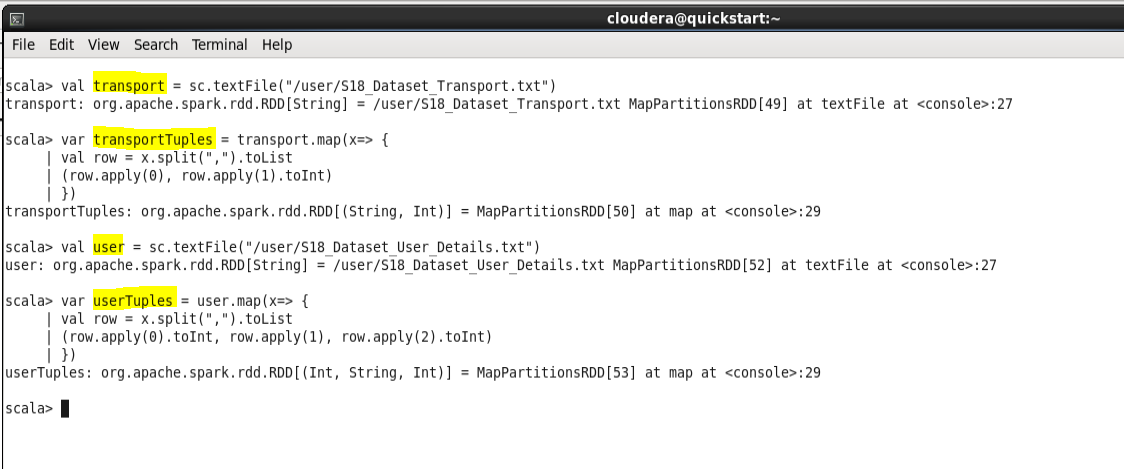 cloudera@quickstart:~
File Edit View Search Terminal Help
scala> val transport = sc.textFile("/user/S18_Dataset_Transport.txt")
transport: org.apache.spark.rdd.RDD[String] = /user/S18_Dataset_Transport.txt MapPartitionsRDD[49] at textFile at <console>:27
scala> var transportTuples = transport.map(x=> {
| val row = x.split(",").toList
| (row.apply(0), row.apply(1).toInt)
| })
transportTuples: org.apache.spark.rdd.RDD[(String, Int)] = MapPartitionsRDD[50] at map at <console>:29
scala> val user = sc.textFile("/user/S18_Dataset_User_Details.txt")
user: org.apache.spark.rdd.RDD[String] = /user/S18_Dataset_User_Details.txt MapPartitionsRDD[52] at textFile at <console>:27
scala> var userTuples = user.map(x=> {
| val row = x.split(",").toList
| (row.apply(0).toInt, row.apply(1), row.apply(2).toInt)
| })
userTuples: org.apache.spark.rdd.RDD[(Int, String, Int)] = MapPartitionsRDD[53] at map at <console>:29
scala>